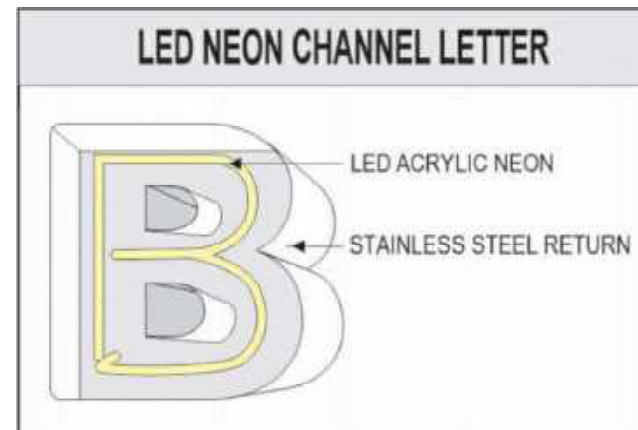 LED NEON CHANNEL LETTER
LED ACRYLIC NEON
STAINLESS STEEL RETURN
B